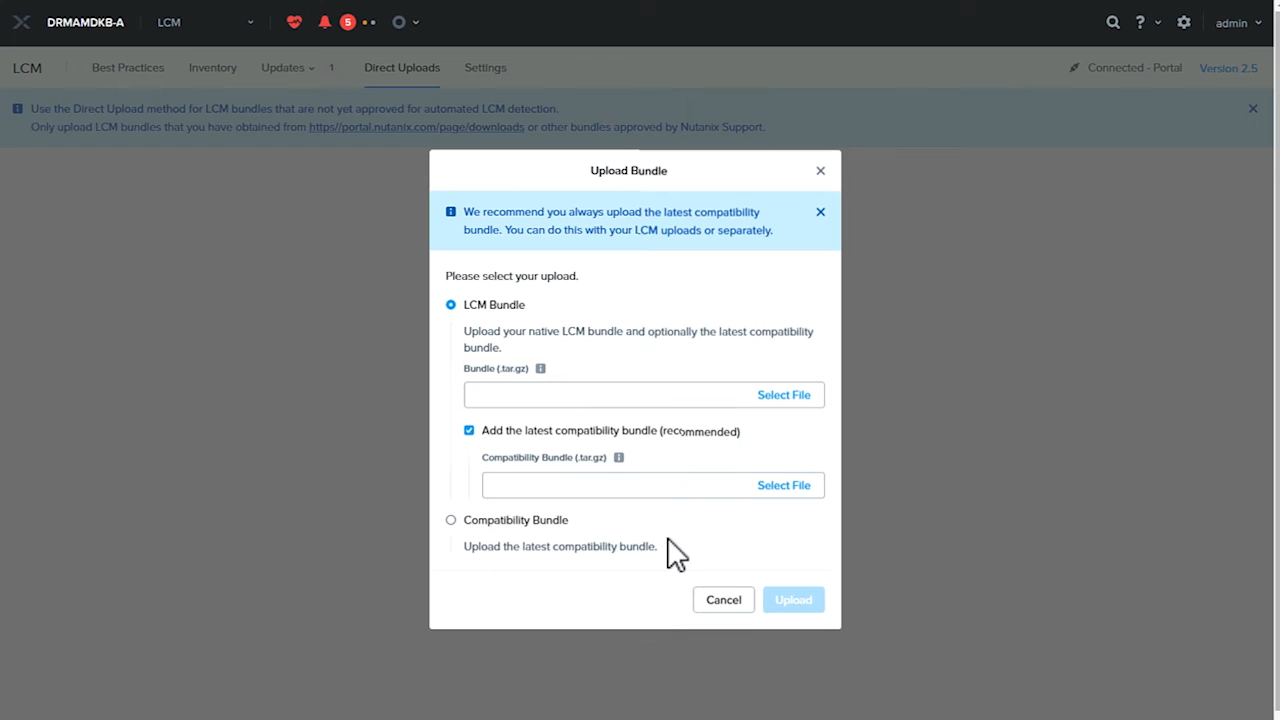 DRMAMDKB-A
LCM
5
?
admin
LCM
Best Practices
Inventory
Updates
1
Direct Uploads
Settings
Connected - Portal
Version 2.5
Use the Direct Upload method for LCM bundles that are not yet approved for automated LCM detection.
Only upload LCM bundles that you have obtained from https//portal.nutanix.com/page/downloads or other bundles approved by Nutanix Support.
Upload Bundle
We recommend you always upload the latest compatibility
bundle. You can do this with your LCM uploads or separately.
Please select your upload.
LCM Bundle
Upload your native LCM bundle and optionally the latest compatibility
bundle.
Bundle (.tar.gz)
Select File
Add the latest compatibility bundle (recommended)
Compatibility Bundle (.tar.gz)
Select File
Compatibility Bundle
Upload the latest compatibility bundle.
Cancel
Upload